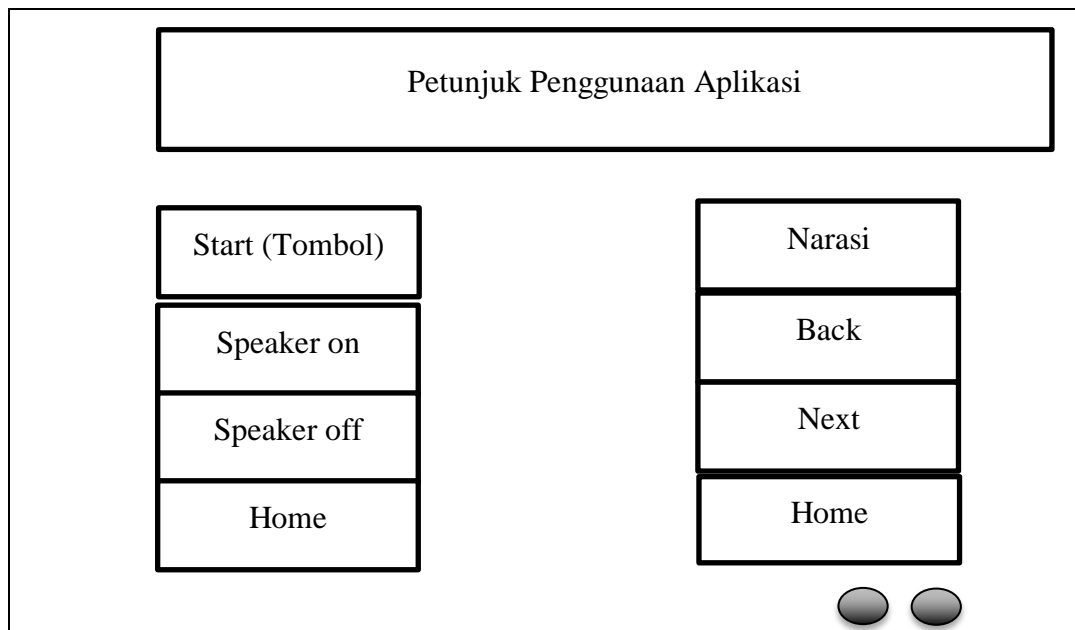 Petunjuk Penggunaan Aplikasi
Start (Tombol)
Speaker on
Speaker off
Home
Narasi
Back
Next
Home